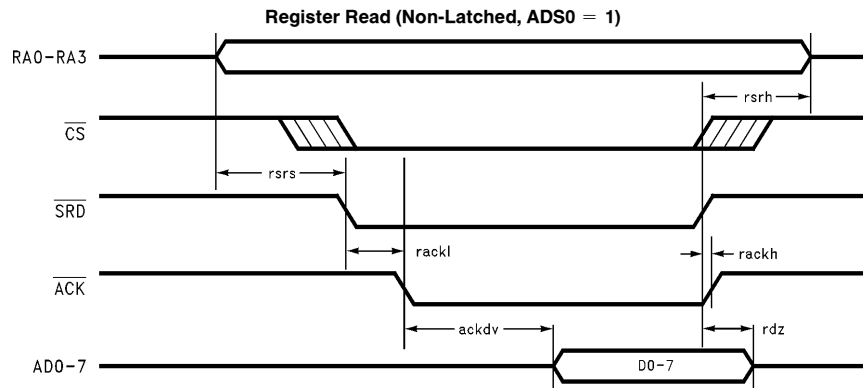 Register Read (Non-Latched, ADS0 = 1)
RA0-RA3
rsrh
CS
rsrs
SRD
rackl
rackh
ACK
ackdv
rdz
AD0-7
D0-7